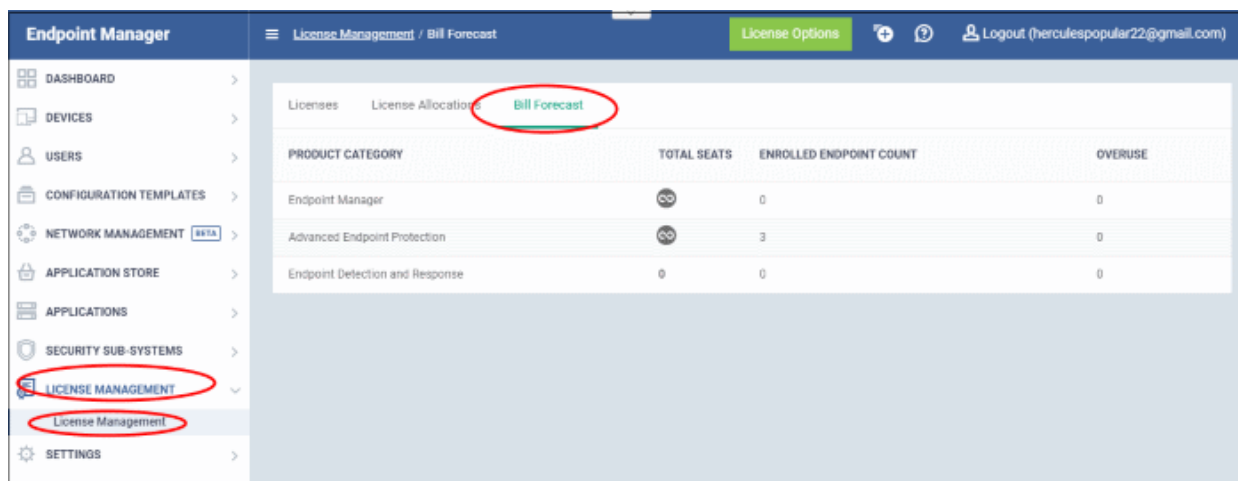 Endpoint Manager
License Management / Bill Forecast
License Options
Logout (herculespopular22@gmail.com)
DASHBOARD
DEVICES
USERS
CONFIGURATION TEMPLATES
NETWORK MANAGEMENT BETA
APPLICATION STORE
APPLICATIONS
SECURITY SUB-SYSTEMS
LICENSE MANAGEMENT
License Management
SETTINGS
Licenses License Allocations Bill Forecast
PRODUCT CATEGORY TOTAL SEATS ENROLLED ENDPOINT COUNT OVERUSE
Endpoint Manager 0 0
Advanced Endpoint Protection 3 0
Endpoint Detection and Response 0 0 0